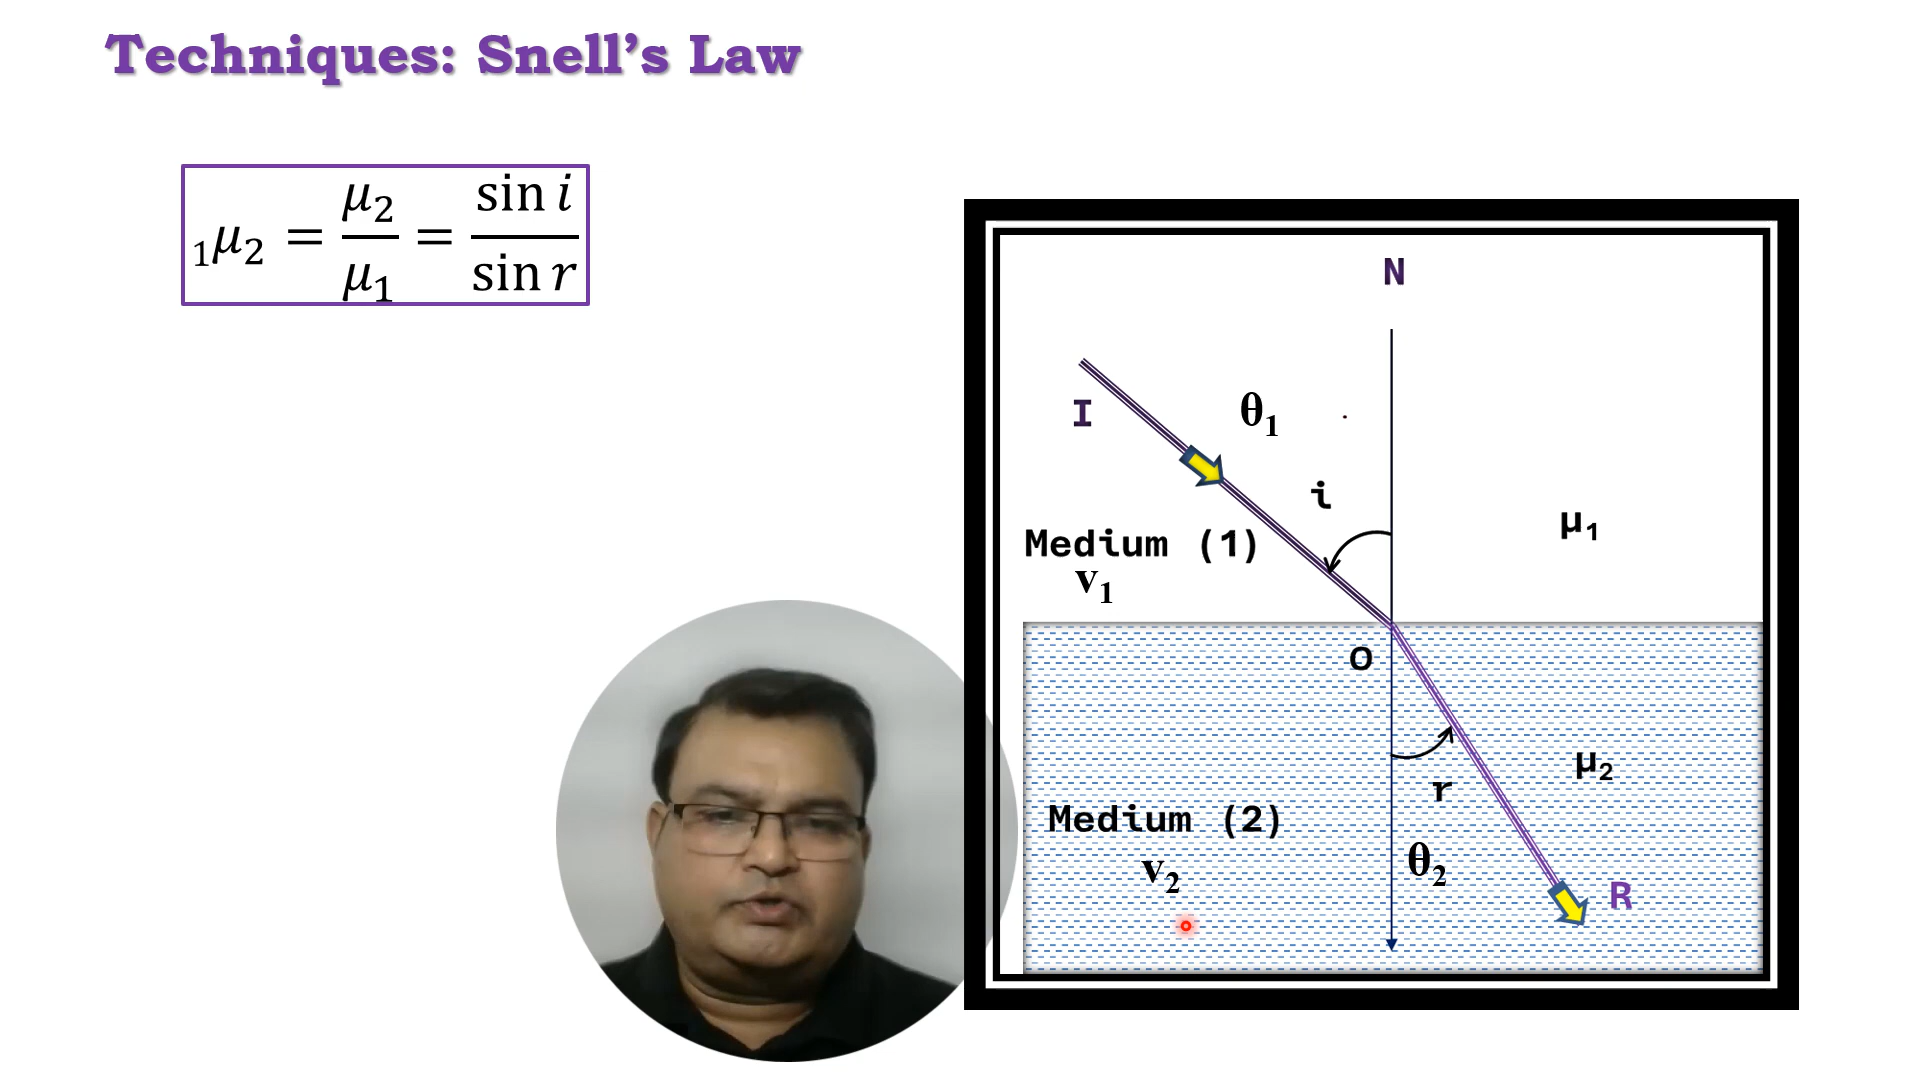 Techniques: Snell's Law
₁μ₂ = μ₂/μ₁ = sin i/sin r
N
I
θ₁
i
μ₁
Medium (1)
v₁
O
μ₂
r
Medium (2)
v₂
θ₂
R